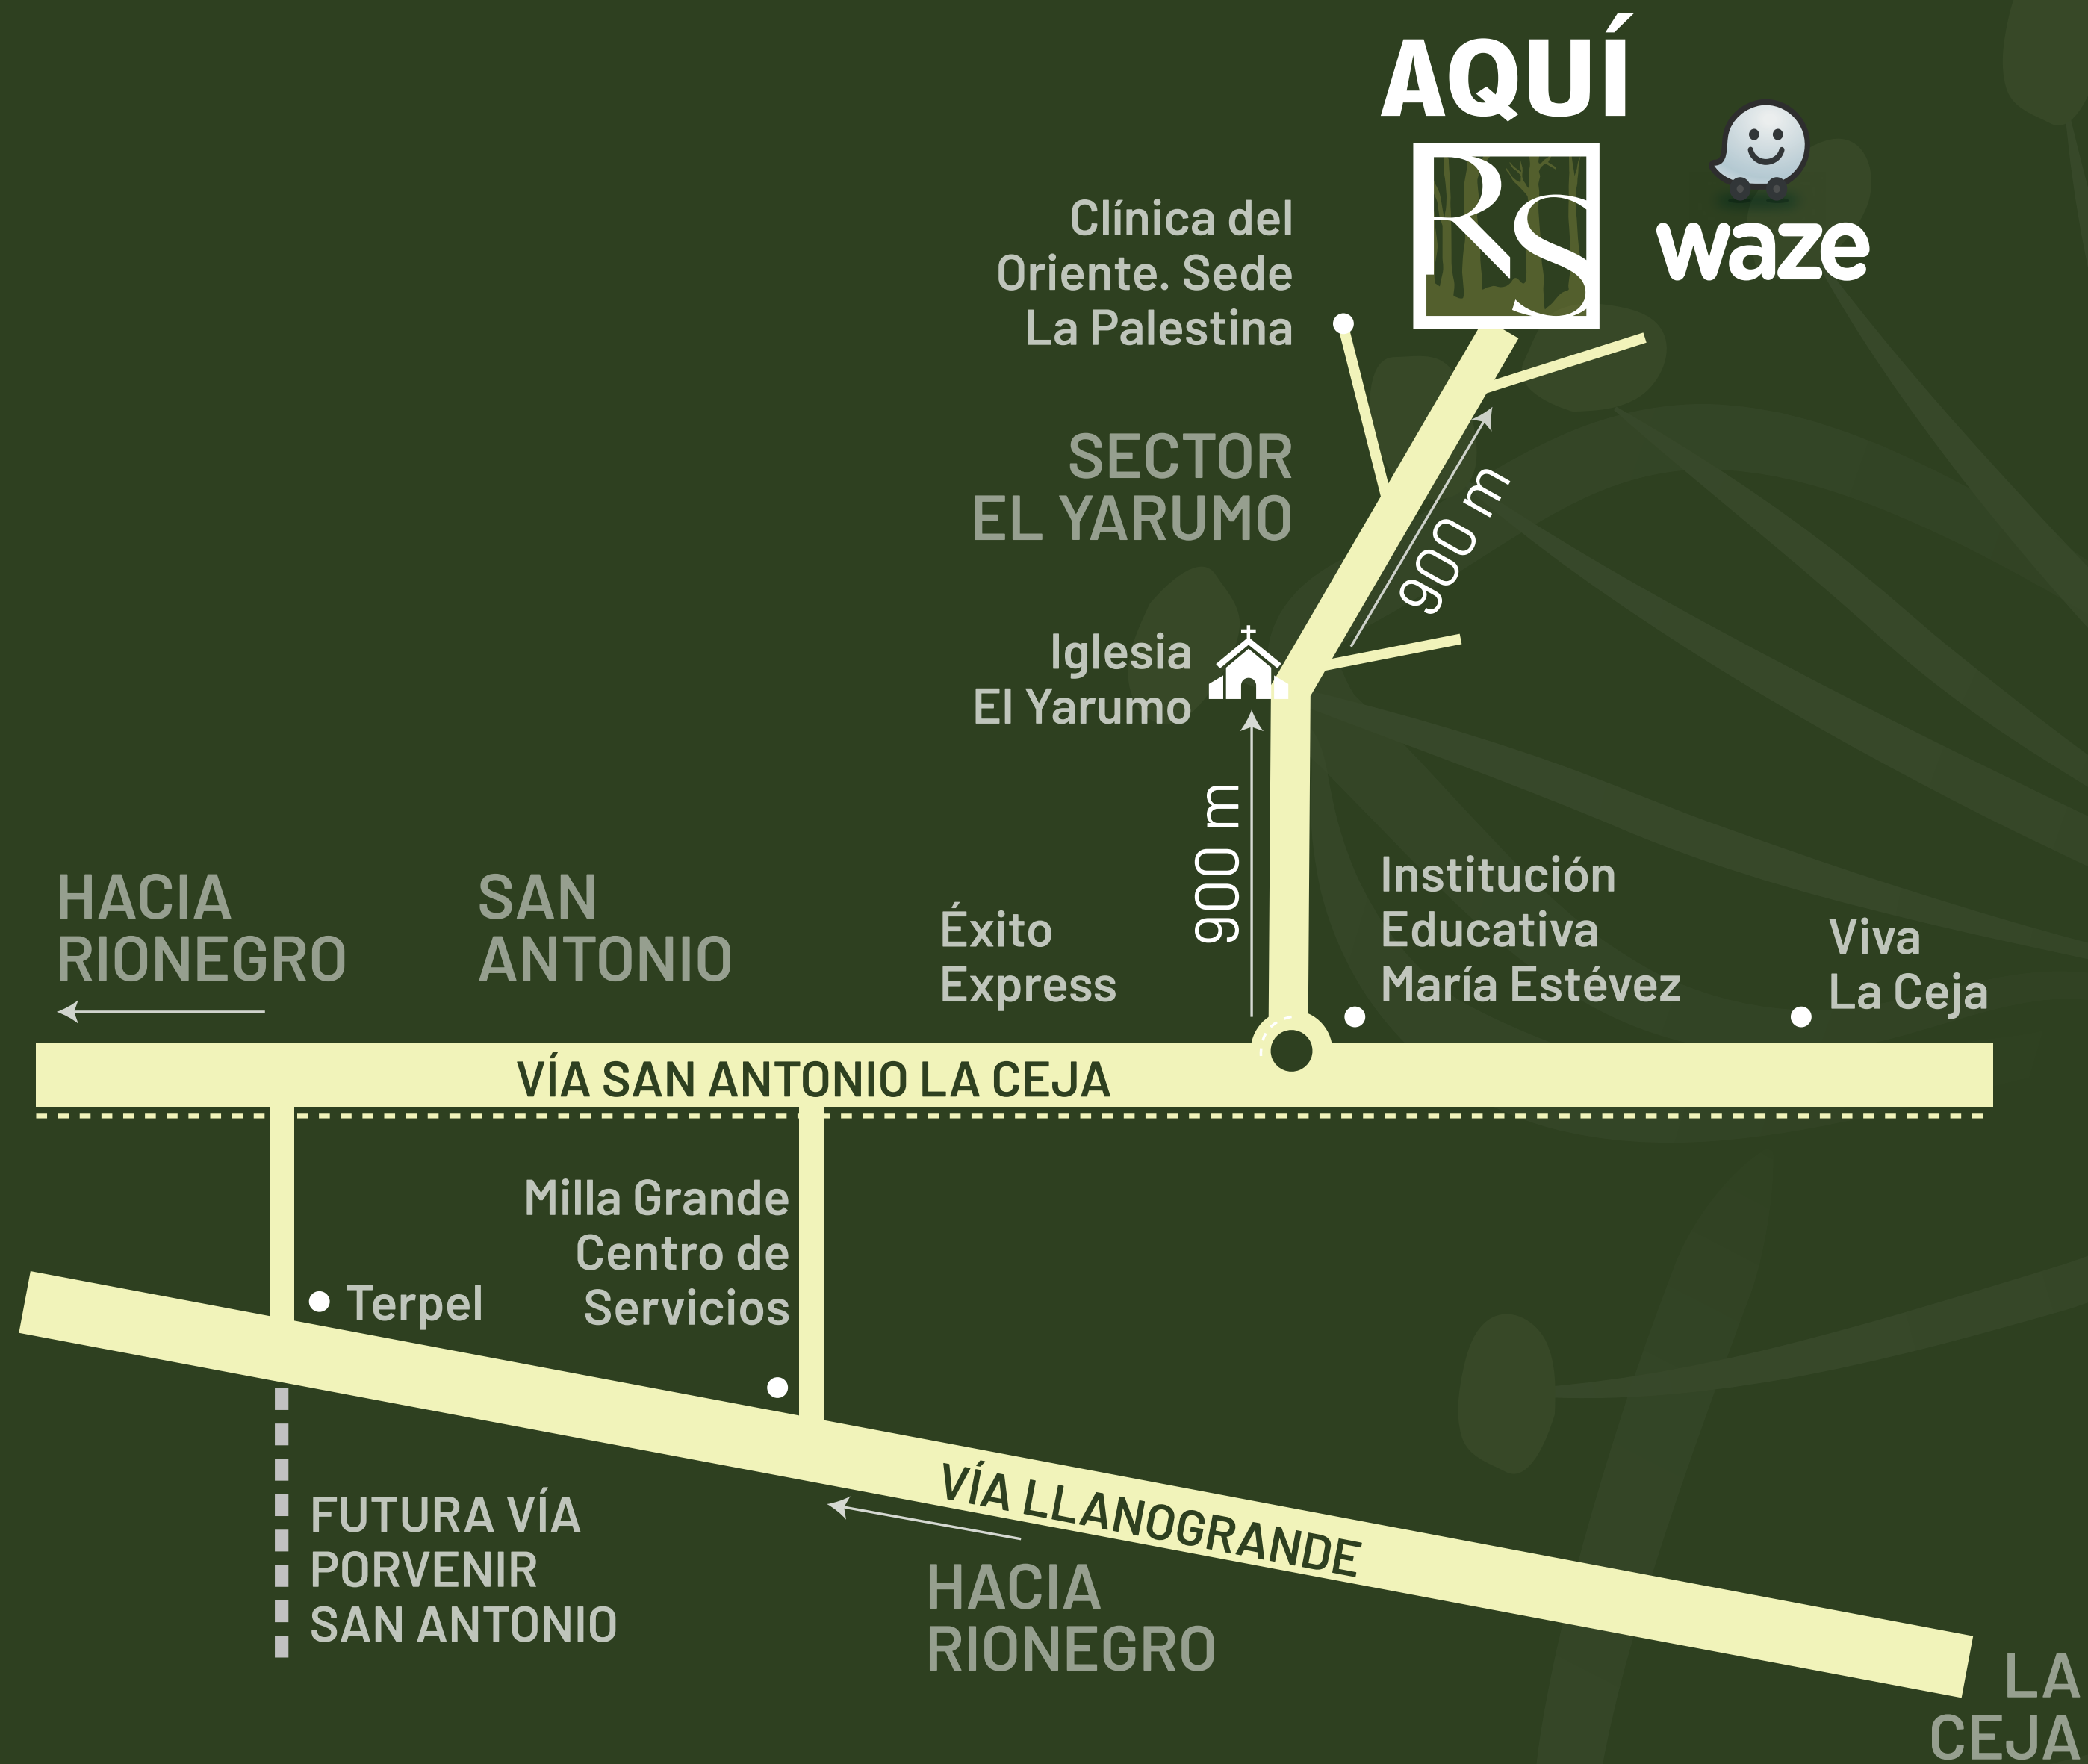 AQUÍ
RS
waze
Clínica del
Oriente. Sede
La Palestina
SECTOR
EL YARUMO
900 m
Iglesia
El Yarumo
900 m
HACIA
RIONEGRO
SAN
ANTONIO
Éxito
Express
Institución
Educativa
María Estévez
Viva
La Ceja
VÍA SAN ANTONIO LA CEJA
Milla Grande
Centro de
Servicios
Terpel
VÍA LLANOGRANDE
FUTURA VÍA
PORVENIR
SAN ANTONIO
HACIA
RIONEGRO
LA
CEJA